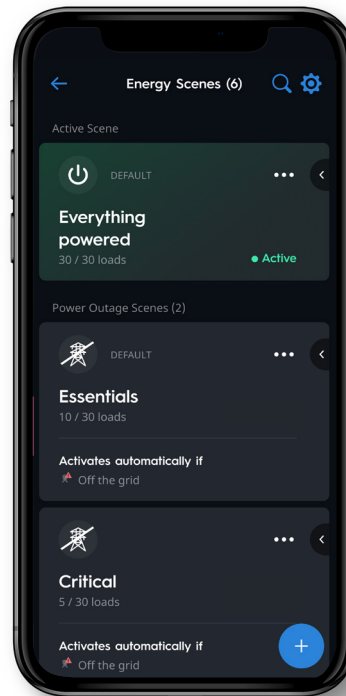 Energy Scenes (6)
Active Scene
DEFAULT
Everything
powered
30 / 30 loads
Active
Power Outage Scenes (2)
DEFAULT
Essentials
10 / 30 loads
Activates automatically if
Off the grid
Critical
5 / 30 loads
Activates automatically if
Off the grid